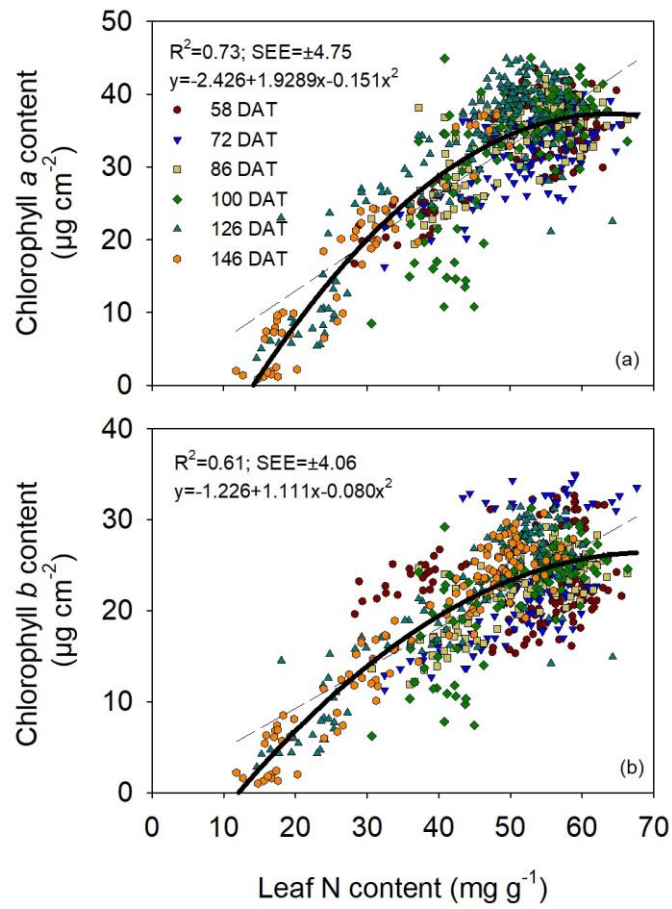 50
40
30
20
10
0
Chlorophyll a content
(µg cm⁻²)
R²=0.73; SEE=±4.75
y=-2.426+1.9289x-0.151x²
58 DAT
72 DAT
86 DAT
100 DAT
126 DAT
146 DAT
(a)
40
30
20
10
0
Chlorophyll b content
(µg cm⁻²)
R²=0.61; SEE=±4.06
y=-1.226+1.111x-0.080x²
(b)
0 10 20 30 40 50 60 70
Leaf N content (mg g⁻¹)